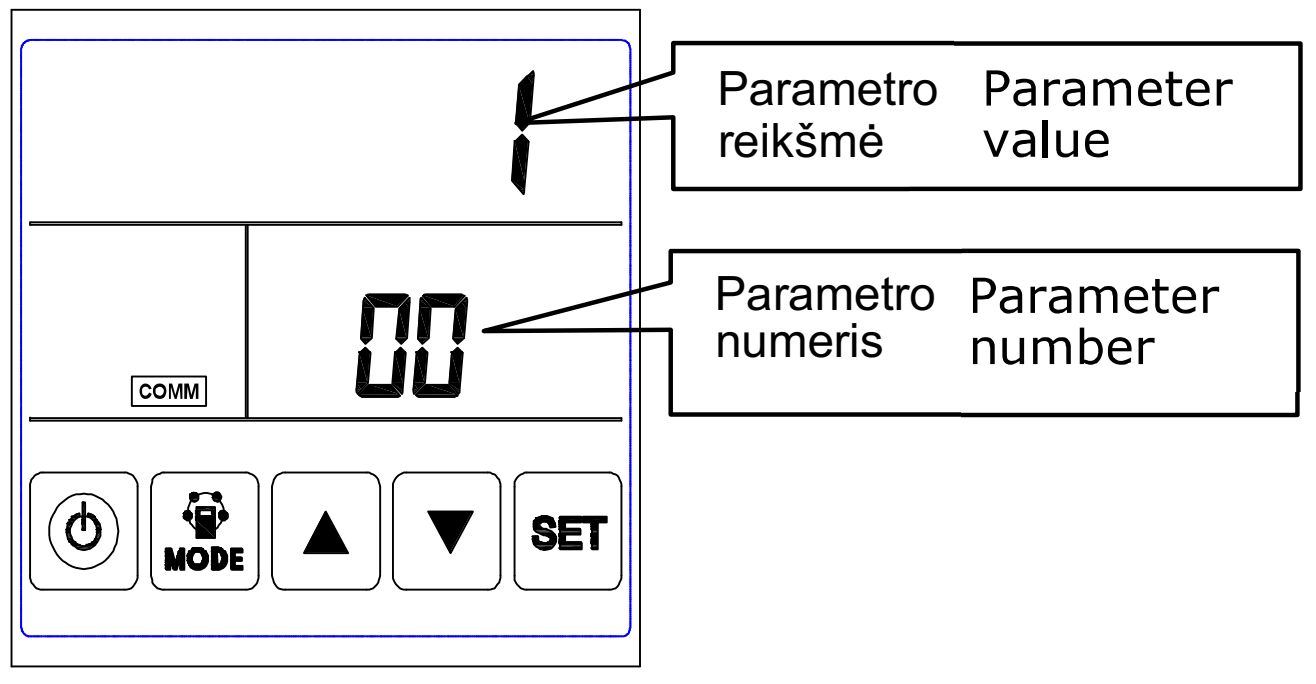 1
Parametro
reikšmė
Parameter
value
00
Parametro
numeris
Parameter
number
COMM
MODE
SET